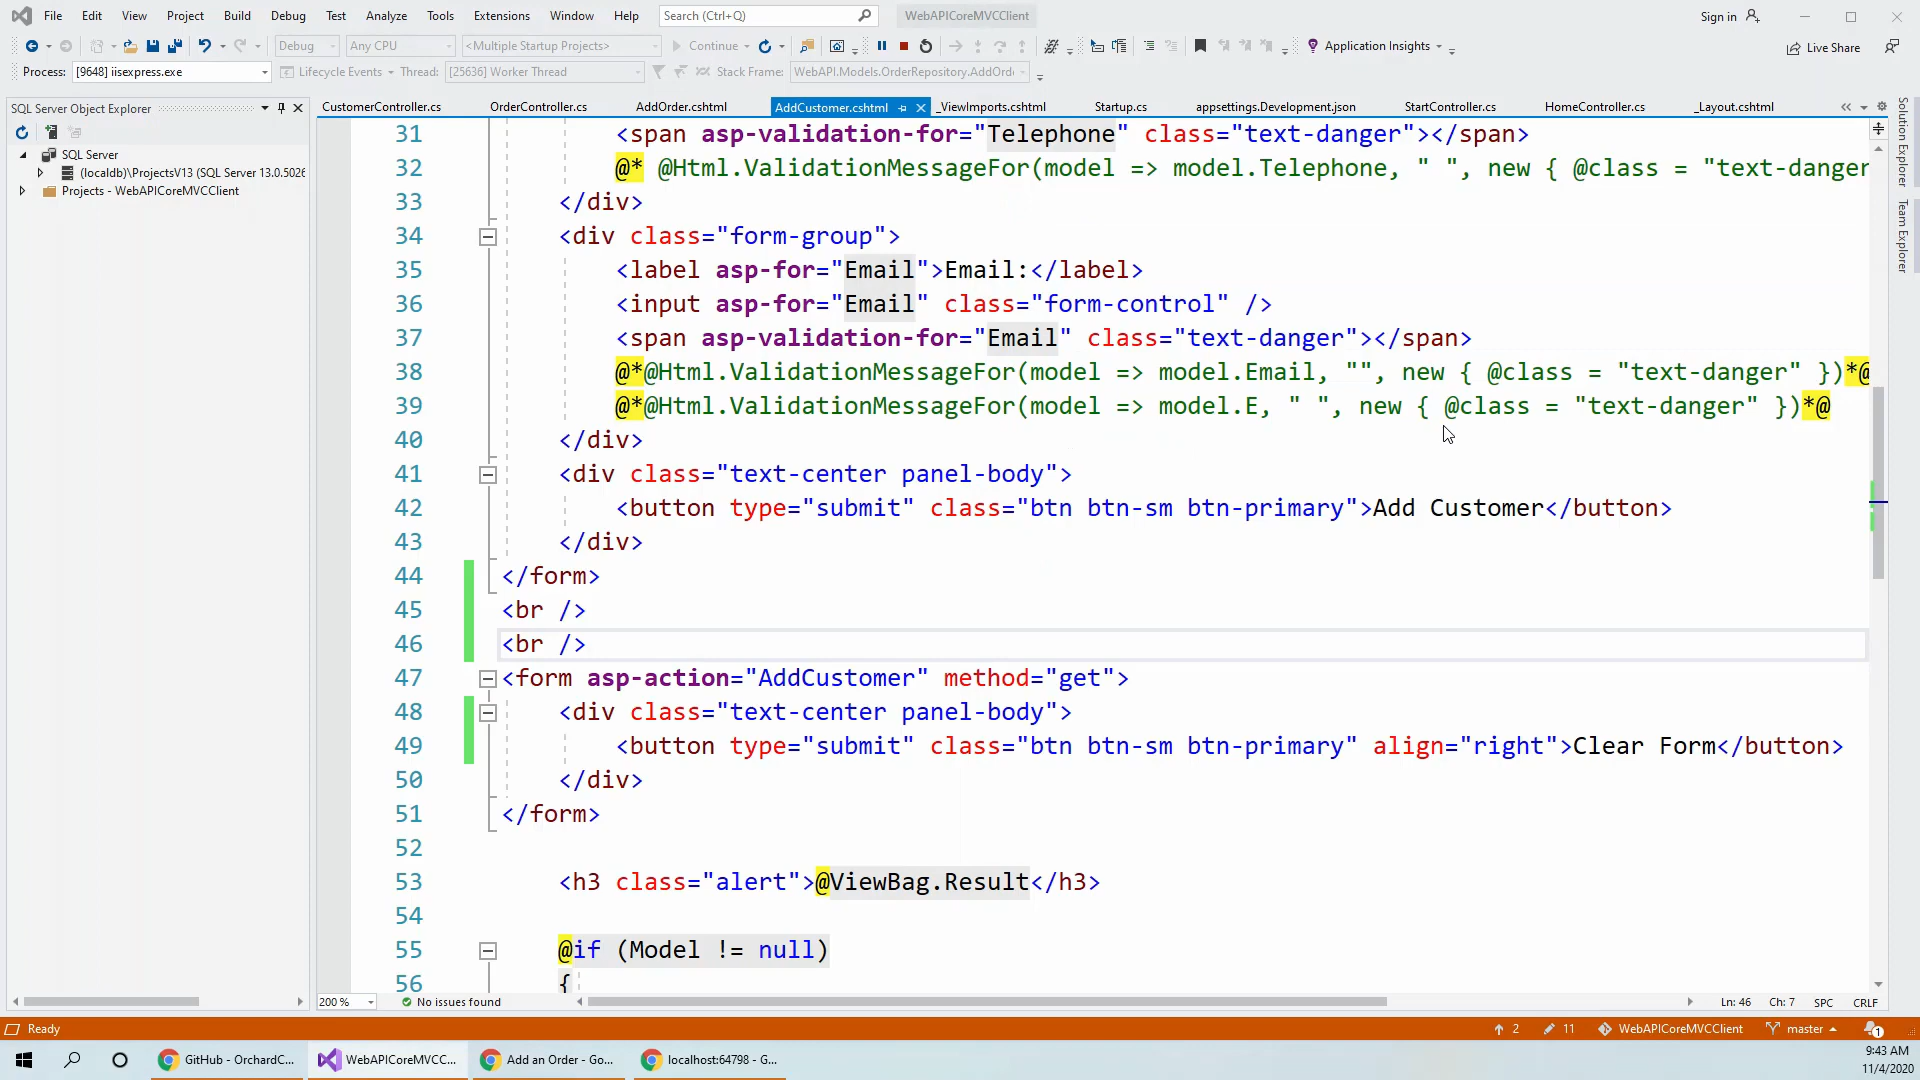 File Edit View Project Build Debug Test Analyze Tools Extensions Window Help Search (Ctrl+Q) WebAPICoreMVCClient Sign in
Debug Any CPU <Multiple Startup Projects> Continue Application Insights Live Share
Process: [9648] iisexpress.exe Lifecycle Events Thread: [25636] Worker Thread Stack Frame: WebAPI.Models.OrderRepository.AddOrde
SQL Server Object Explorer
CustomerController.cs OrderController.cs AddOrder.cshtml AddCustomer.cshtml _ViewImports.cshtml Startup.cs appsettings.Development.json StartController.cs HomeController.cs _Layout.cshtml
SQL Server
(localdb)\ProjectsV13 (SQL Server 13.0.5026
Projects - WebAPICoreMVCClient
31 <span asp-validation-for="Telephone" class="text-danger"></span>
32 @* @Html.ValidationMessageFor(model => model.Telephone, " ", new { @class = "text-danger
33 </div>
34 <div class="form-group">
35 <label asp-for="Email">Email:</label>
36 <input asp-for="Email" class="form-control" />
37 <span asp-validation-for="Email" class="text-danger"></span>
38 @*@Html.ValidationMessageFor(model => model.Email, "", new { @class = "text-danger" })*@
39 @*@Html.ValidationMessageFor(model => model.E, " ", new { @class = "text-danger" })*@
40 </div>
41 <div class="text-center panel-body">
42 <button type="submit" class="btn btn-sm btn-primary">Add Customer</button>
43 </div>
44 </form>
45 <br />
46 <br />
47 <form asp-action="AddCustomer" method="get">
48 <div class="text-center panel-body">
49 <button type="submit" class="btn btn-sm btn-primary" align="right">Clear Form</button>
50 </div>
51 </form>
52
53 <h3 class="alert">@ViewBag.Result</h3>
54
55 @if (Model != null)
56 {
Solution Explorer
Team Explorer
200 % No issues found Ln: 46 Ch: 7 SPC CRLF
Ready 2 11 WebAPICoreMVCClient master 1
GitHub - OrchardC... WebAPICoreMVCC... Add an Order - Go... localhost:64798 - G... 9:43 AM
11/4/2020